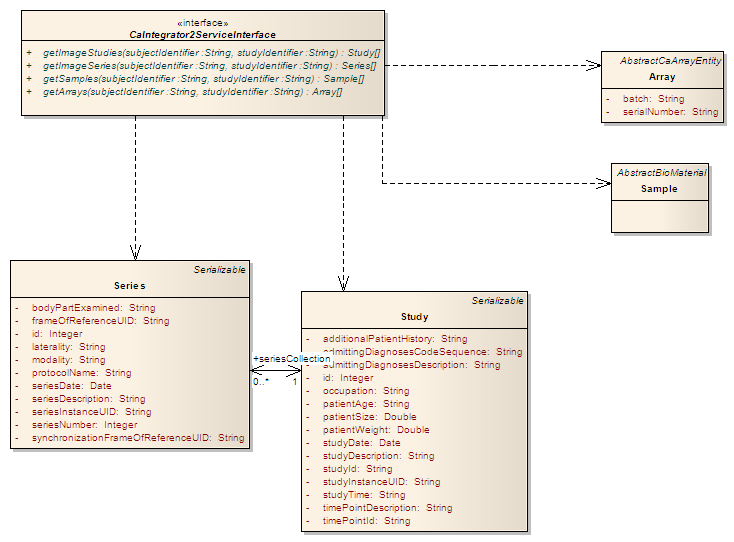 «interface»
CaIntegrator2ServiceInterface
+ getImageStudies(subjectIdentifier :String, studyIdentifier :String) : Study[]
+ getImageSeries(subjectIdentifier :String, studyIdentifier :String) : Series[]
+ getSamples(subjectIdentifier :String, studyIdentifier :String) : Sample[]
+ getArrays(subjectIdentifier :String, studyIdentifier :String) : Array[]
AbstractCaArrayEntity
Array
- batch: String
- serialNumber: String
AbstractBioMaterial
Sample
Serializable
Series
- bodyPartExamined: String
- frameOfReferenceUID: String
- id: Integer
- laterality: String
- modality: String
- protocolName: String
- seriesDate: Date
- seriesDescription: String
- seriesInstanceUID: String
- seriesNumber: Integer
- synchronizationFrameOfReferenceUID: String
+seriesCollection
0..* 1
Serializable
Study
- additionalPatientHistory: String
- admittingDiagnosesCodeSequence: String
- admittingDiagnosesDescription: String
- id: Integer
- occupation: String
- patientAge: String
- patientSize: Double
- patientWeight: Double
- studyDate: Date
- studyDescription: String
- studyId: String
- studyInstanceUID: String
- studyTime: String
- timePointDescription: String
- timePointId: String